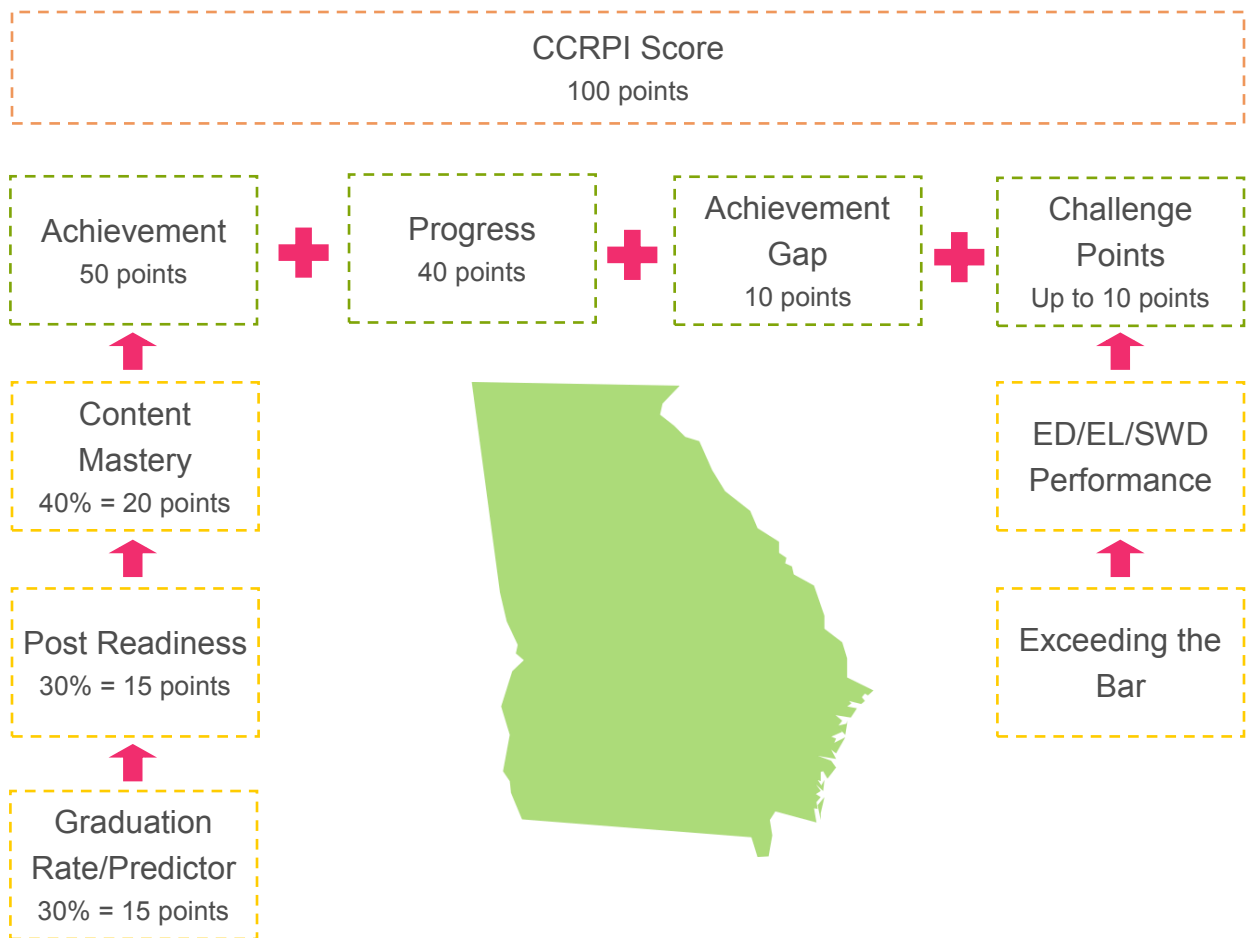 CCRPI Score
100 points
Achievement
50 points
Progress
40 points
Achievement
Gap
10 points
Challenge
Points
Up to 10 points
Content
Mastery
40% = 20 points
ED/EL/SWD
Performance
Post Readiness
30% = 15 points
Exceeding the
Bar
Graduation
Rate/Predictor
30% = 15 points